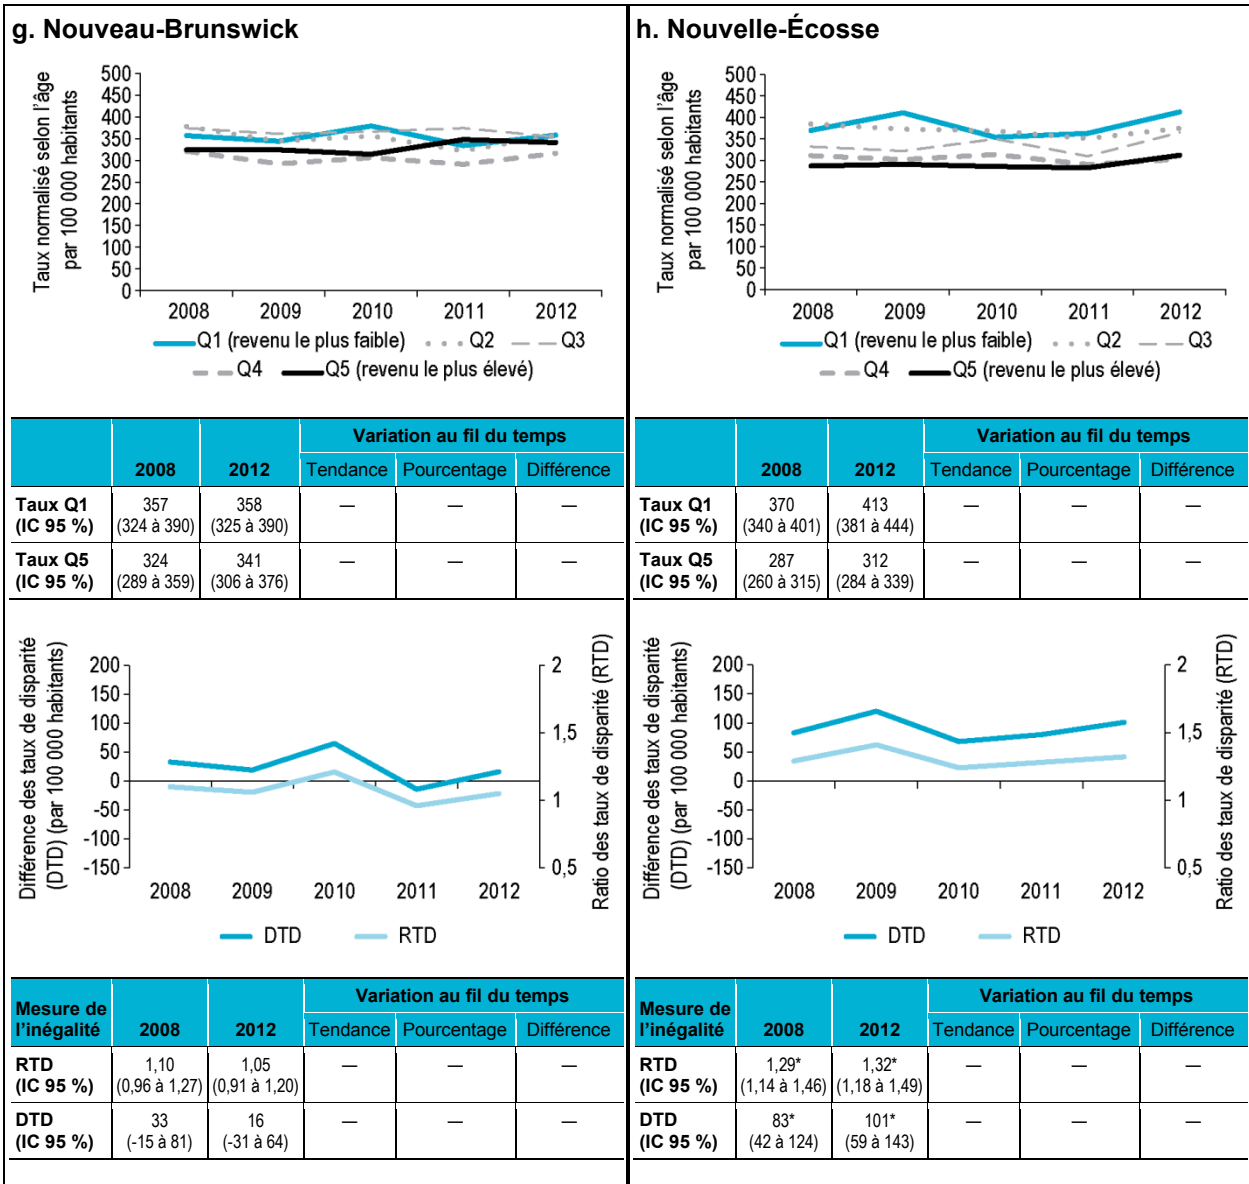 g. Nouveau-Brunswick
Taux normalisé selon l'âge
par 100 000 habitants
500
450
400
350
300
250
200
150
100
50
0
2008 2009 2010 2011 2012
Q1 (revenu le plus faible) Q2 Q3
Q4 Q5 (revenu le plus élevé)
Variation au fil du temps
2008 2012 Tendance Pourcentage Différence
Taux Q1 357 358 — — —
(IC 95 %) (324 à 390) (325 à 390)
Taux Q5 324 341 — — —
(IC 95 %) (289 à 359) (306 à 376)
Différence des taux de disparité
(DTD) (par 100 000 habitants)
200
150
100
50
0
-50
-100
-150
2
1,5
1
0,5
Ratio des taux de disparité (RTD)
2008 2009 2010 2011 2012
DTD RTD
Mesure de
l'inégalité
Variation au fil du temps
2008 2012 Tendance Pourcentage Différence
RTD 1,10 1,05 — — —
(IC 95 %) (0,96 à 1,27) (0,91 à 1,20)
DTD 33 16 — — —
(IC 95 %) (-15 à 81) (-31 à 64)
h. Nouvelle-Écosse
Taux normalisé selon l'âge
par 100 000 habitants
500
450
400
350
300
250
200
150
100
50
0
2008 2009 2010 2011 2012
Q1 (revenu le plus faible) Q2 Q3
Q4 Q5 (revenu le plus élevé)
Variation au fil du temps
2008 2012 Tendance Pourcentage Différence
Taux Q1 370 413 — — —
(IC 95 %) (340 à 401) (381 à 444)
Taux Q5 287 312 — — —
(IC 95 %) (260 à 315) (284 à 339)
Différence des taux de disparité
(DTD) (par 100 000 habitants)
200
150
100
50
0
-50
-100
-150
2
1,5
1
0,5
Ratio des taux de disparité (RTD)
2008 2009 2010 2011 2012
DTD RTD
Mesure de
l'inégalité
Variation au fil du temps
2008 2012 Tendance Pourcentage Différence
RTD 1,29* 1,32* — — —
(IC 95 %) (1,14 à 1,46) (1,18 à 1,49)
DTD 83* 101* — — —
(IC 95 %) (42 à 124) (59 à 143)